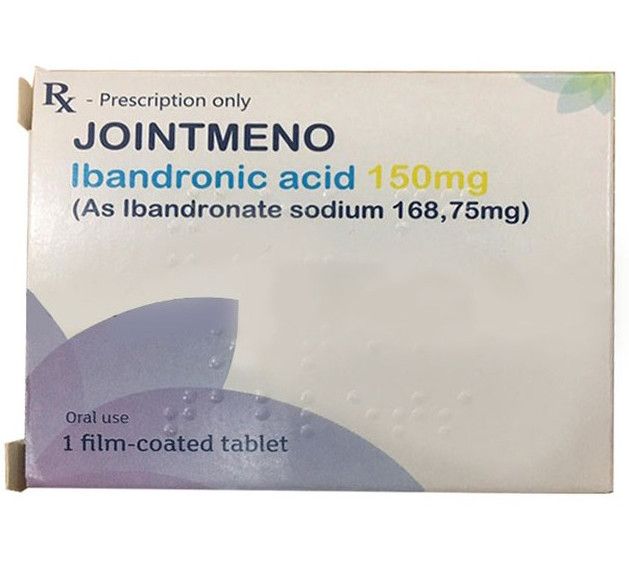 Rx - Prescription only
JOINTMENO
Ibandronic acid 150mg
(As Ibandronate sodium 168,75mg)
Oral use
1 film-coated tablet